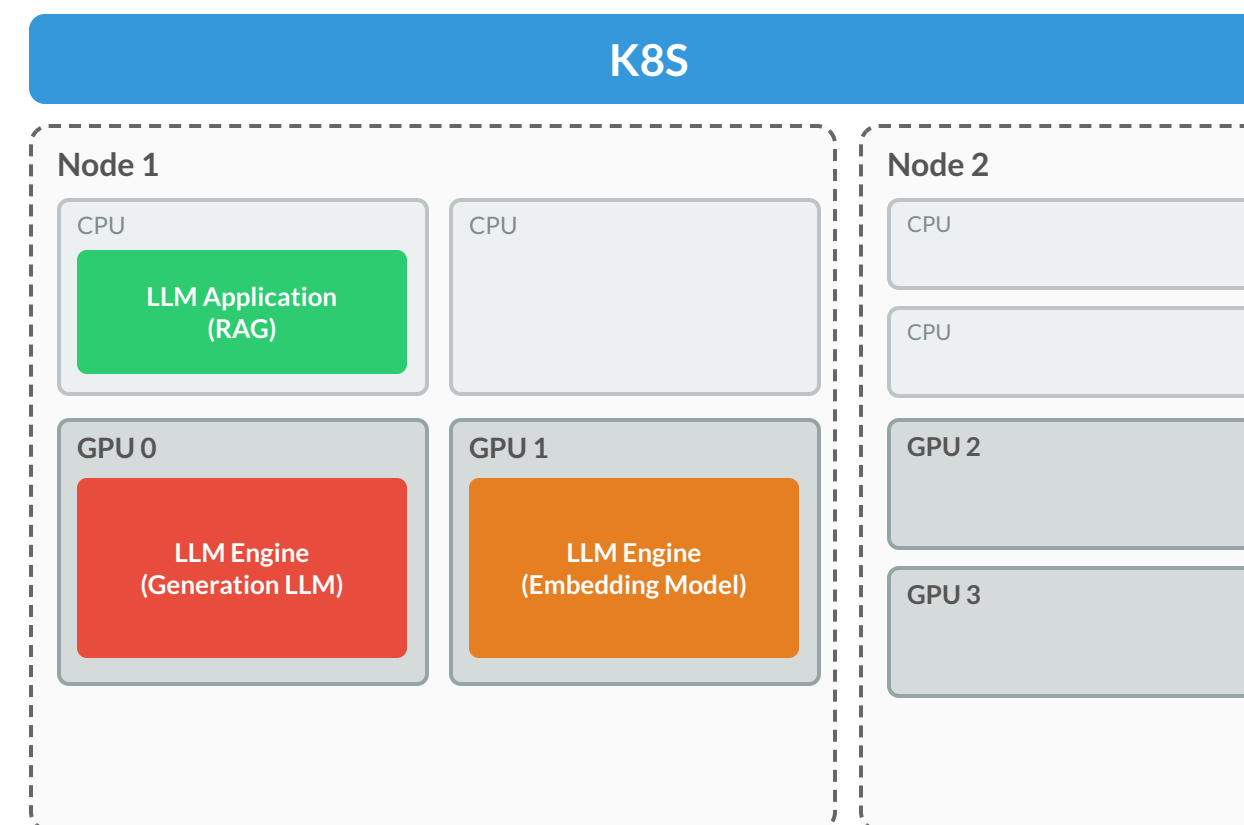 K8S
Node 1
CPU
LLM Application
(RAG)
CPU
GPU 0
LLM Engine
(Generation LLM)
GPU 1
LLM Engine
(Embedding Model)
Node 2
CPU
CPU
GPU 2
GPU 3